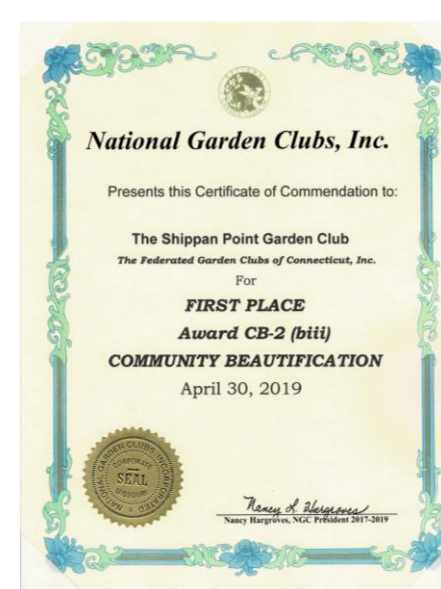 National Garden Clubs, Inc.
Presents this Certificate of Commendation to:
The Shippan Point Garden Club
The Federated Garden Clubs of Connecticut, Inc.
For
FIRST PLACE
Award CB-2 (biii)
COMMUNITY BEAUTIFICATION
April 30, 2019
NATIONAL GARDEN CLUBS, INCORPORATED
CORPORATE
SEAL
MISSOURI
Nancy L. Hargroves
Nancy Hargroves, NGC President 2017-2019